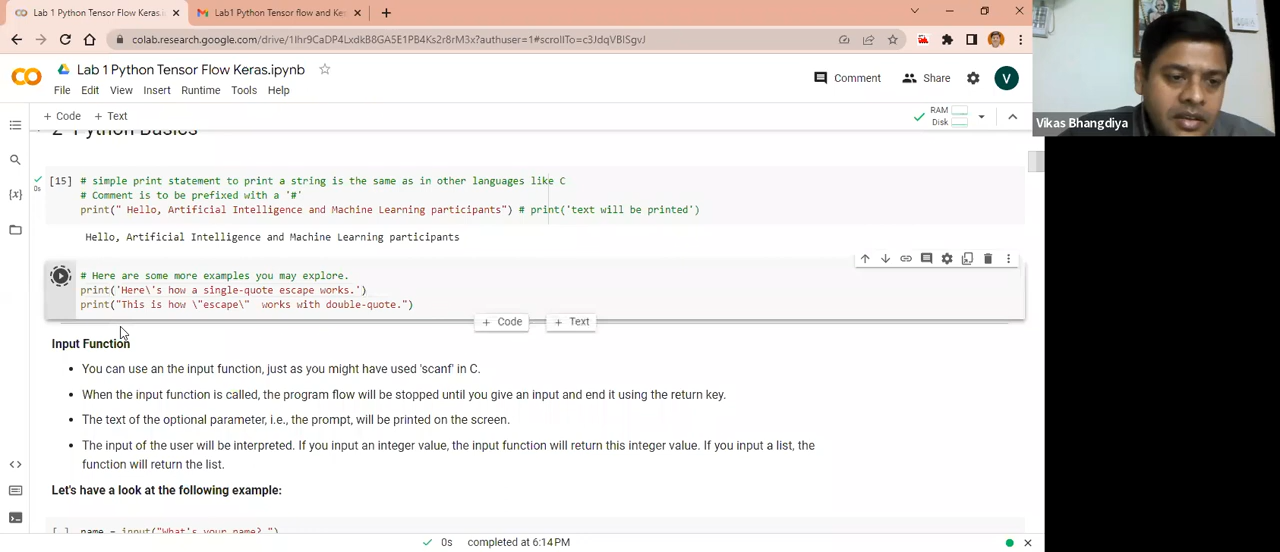 Lab 1 Python Tensor Flow Keras.i
Lab1 Python Tensor flow and Ke
colab.research.google.com/drive/1Ihr9CaDP4LxdkB8GA5E1PB4Ks2r8rM3x?authuser=1#scrollTo=c3JdqVBISgvJ
Lab 1 Python Tensor Flow Keras.ipynb
Comment
Share
V
File Edit View Insert Runtime Tools Help
+ Code + Text
RAM
Disk
2 Python Basics
[15] # simple print statement to print a string is the same as in other languages like C
0s
# Comment is to be prefixed with a '#'
print(" Hello, Artificial Intelligence and Machine Learning participants") # print('text will be printed')
Hello, Artificial Intelligence and Machine Learning participants
# Here are some more examples you may explore.
print('Here\'s how a single-quote escape works.')
print("This is how \"escape\"  works with double-quote.")
+ Code + Text
Input Function
• You can use an the input function, just as you might have used 'scanf' in C.
• When the input function is called, the program flow will be stopped until you give an input and end it using the return key.
• The text of the optional parameter, i.e., the prompt, will be printed on the screen.
• The input of the user will be interpreted. If you input an integer value, the input function will return this integer value. If you input a list, the
function will return the list.
Let's have a look at the following example:
[ ] name = input("What's your name? ")
0s completed at 6:14 PM
Vikas Bhangdiya